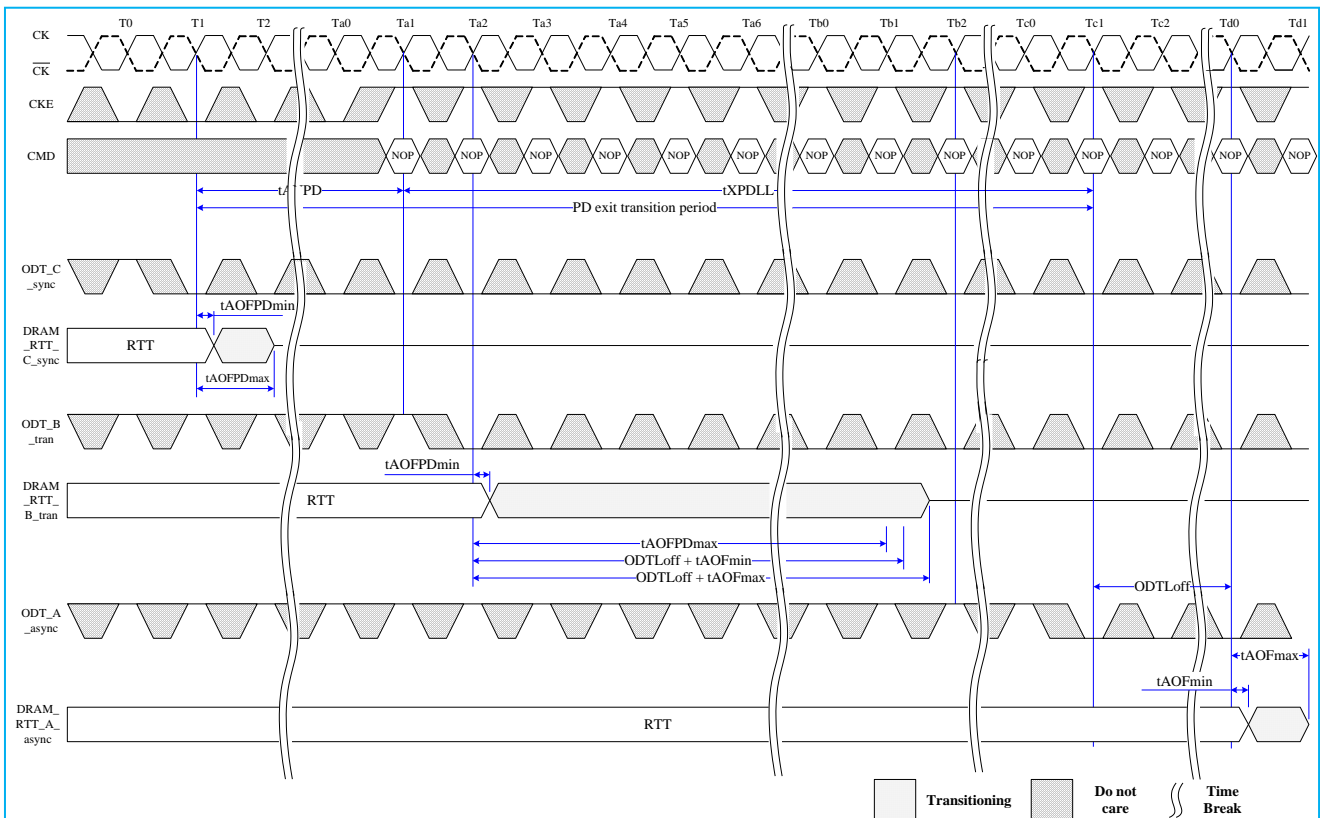 T0 T1 T2 Ta0 Ta1 Ta2 Ta3 Ta4 Ta5 Ta6 Tb0 Tb1 Tb2 Tc0 Tc1 Tc2 Td0 Td1
CK
CK
CKE
CMD
NOP NOP NOP NOP NOP NOP NOP NOP NOP NOP NOP NOP NOP NOP
tXPDLL
PD exit transition period
ODT_C
_sync
tAOFPDmin
DRAM
_RTT_
C_sync
RTT
tAOFPDmax
ODT_B
_tran
tAOFPDmin
DRAM
_RTT_
B_tran
RTT
tAOFPDmax
ODTLoff + tAOFmin
ODTLoff + tAOFmax
ODTLoff
ODT_A
_async
tAOFmax
tAOFmin
DRAM_
RTT_A_
async
RTT
Transitioning
Do not
care
Time
Break